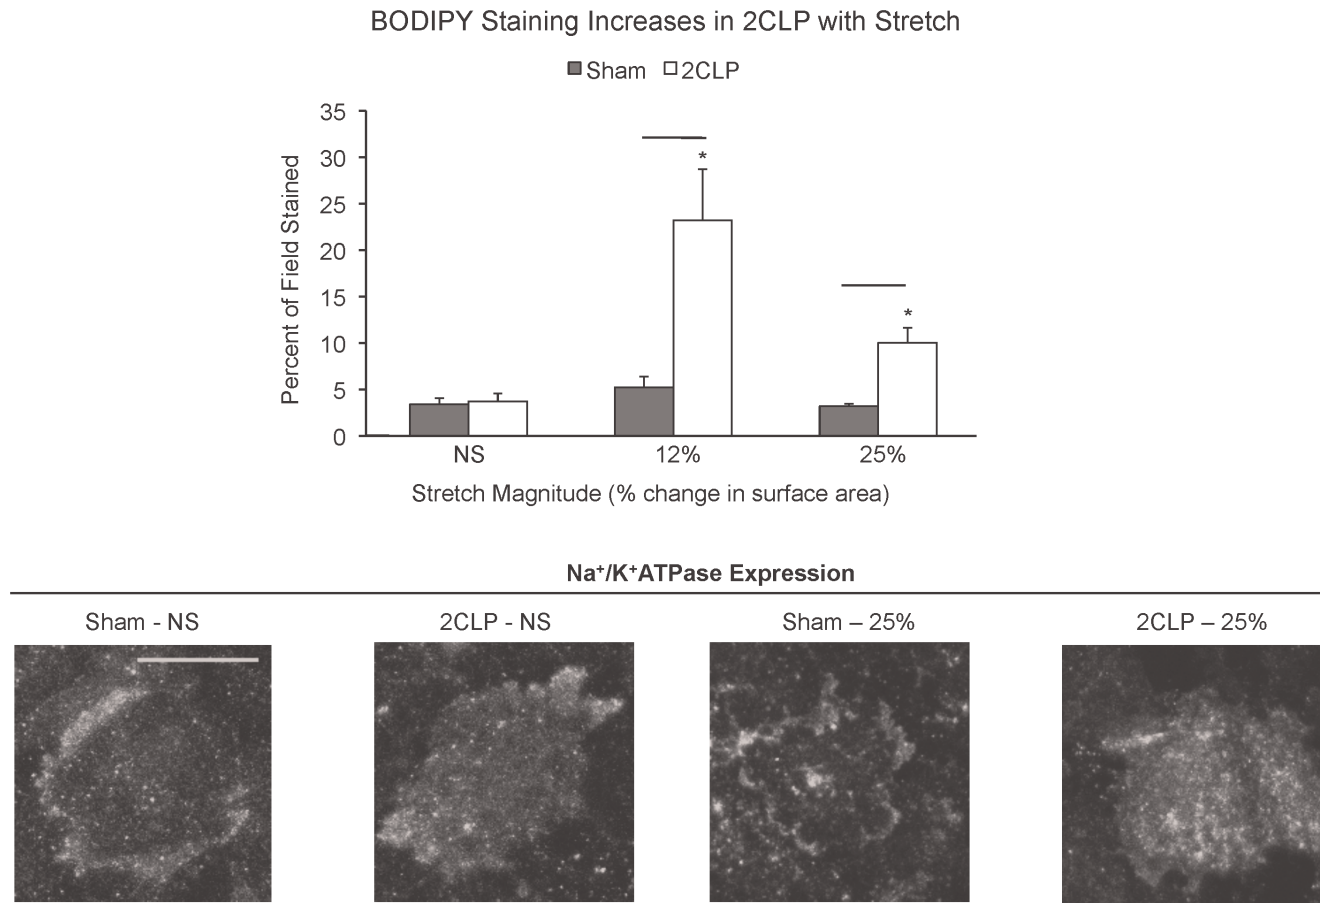 BODIPY Staining Increases in 2CLP with Stretch
Sham 2CLP
Percent of Field Stained
35
30
25
20
15
10
5
0
*
*
NS 12% 25%
Stretch Magnitude (% change in surface area)
Na⁺/K⁺ATPase Expression
Sham - NS 2CLP - NS Sham – 25% 2CLP – 25%